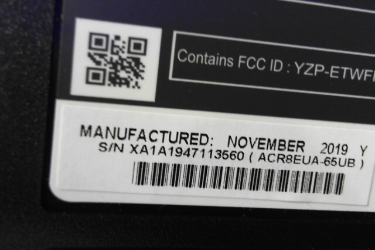 Contains FCC ID : YZP-ETWF
MANUFACTURED: NOVEMBER 2019 Y
S/N XA1A1947113560 ( ACR8EUA-65UB )